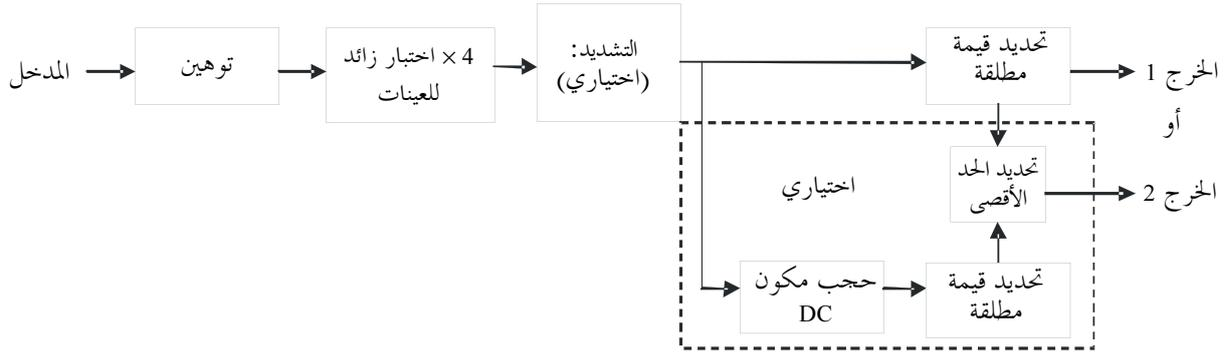 المدخل
توهين
4 × اختبار زائد
للعينات
التشديد:
(اختياري)
تحديد قيمة
مطلقة
الخرج 1
أو
تحديد الحد
الأقصى
الخرج 2
اختياري
حجب مكون
DC
تحديد قيمة
مطلقة